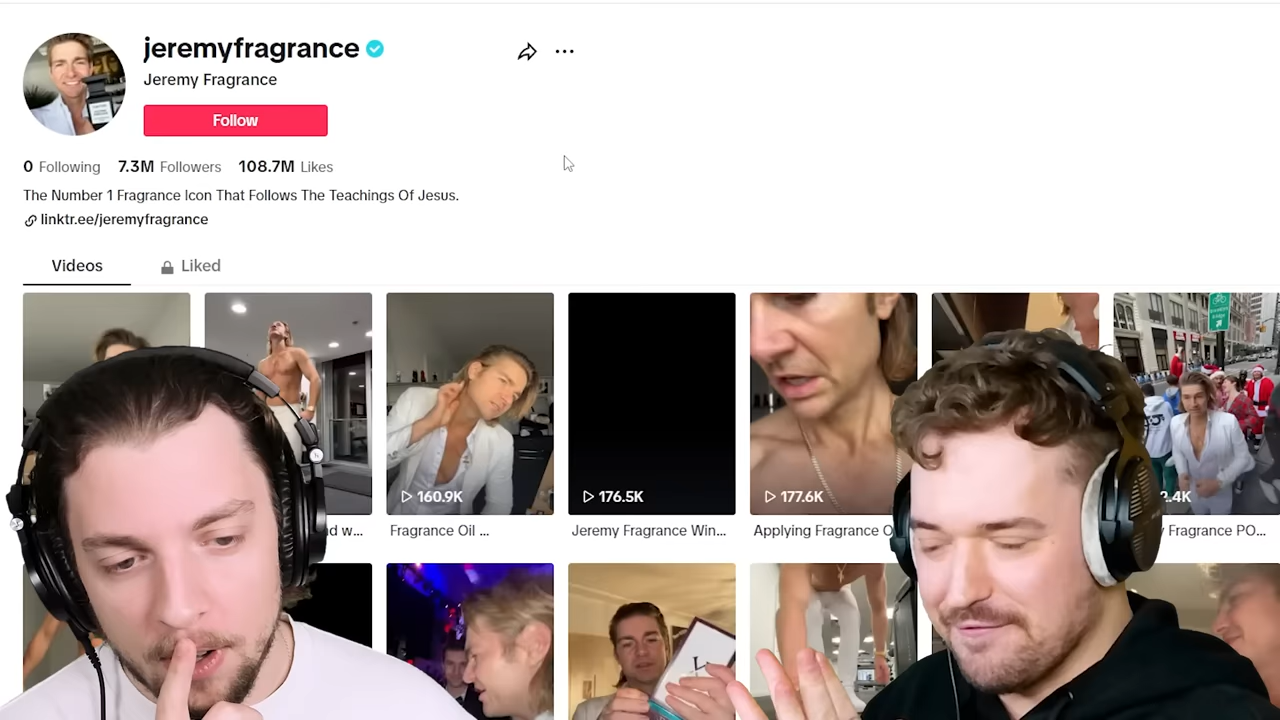 jeremyfragrance
Jeremy Fragrance
Follow
0 Following 7.3M Followers 108.7M Likes
The Number 1 Fragrance Icon That Follows The Teachings Of Jesus.
linktr.ee/jeremyfragrance
Videos Liked
160.9K 176.5K 177.6K 2.4K
d w... Fragrance Oil ... Jeremy Fragrance Win... Applying Fragrance O Fragrance PO...